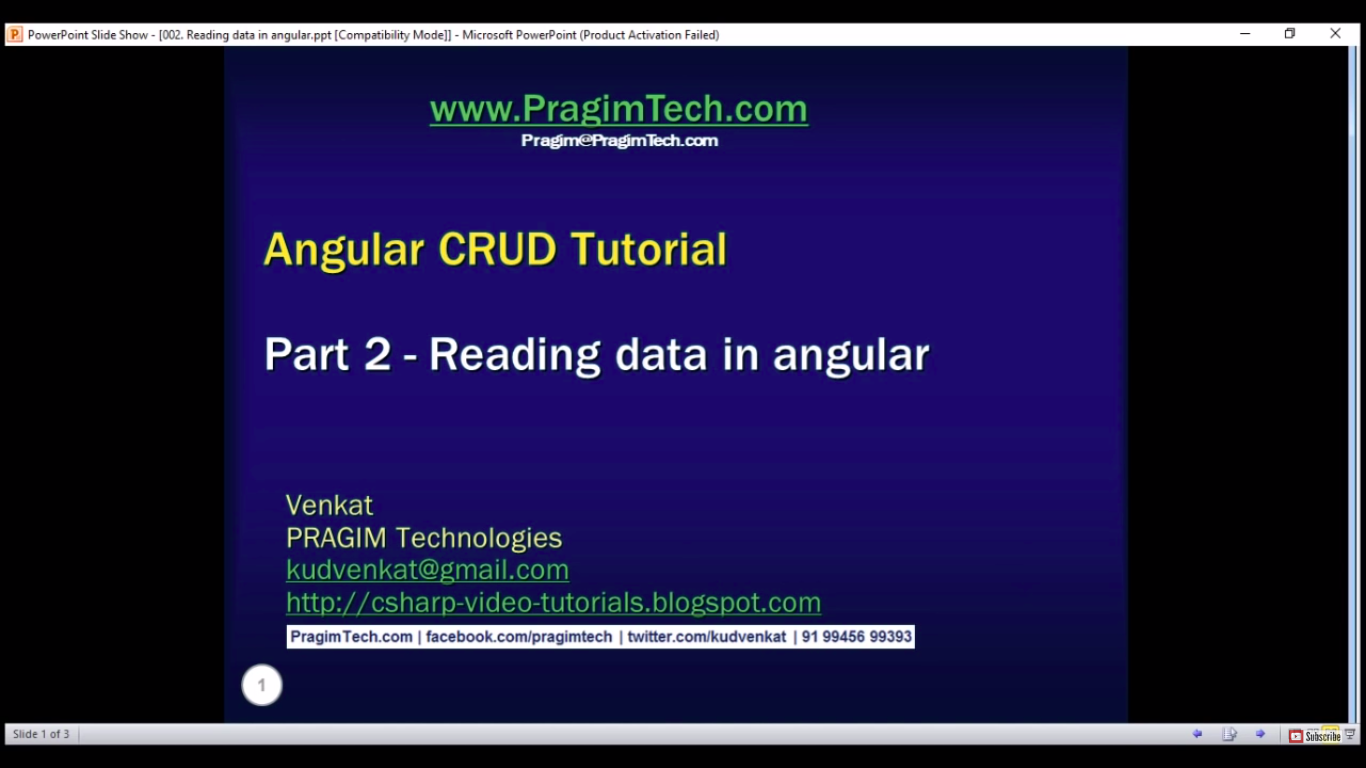 PowerPoint Slide Show - [002. Reading data in angular.ppt [Compatibility Mode]] - Microsoft PowerPoint (Product Activation Failed)
www.PragimTech.com
Pragim@PragimTech.com
Angular CRUD Tutorial
Part 2 - Reading data in angular
Venkat
PRAGIM Technologies
kudvenkat@gmail.com
http://csharp-video-tutorials.blogspot.com
PragimTech.com | facebook.com/pragimtech | twitter.com/kudvenkat | 91 99456 99393
1
Slide 1 of 3
Subscribe